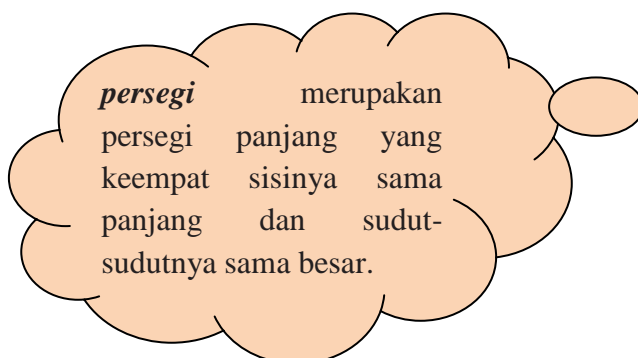 persegi merupakan
persegi panjang yang
keempat sisinya sama
panjang dan sudut-
sudutnya sama besar.